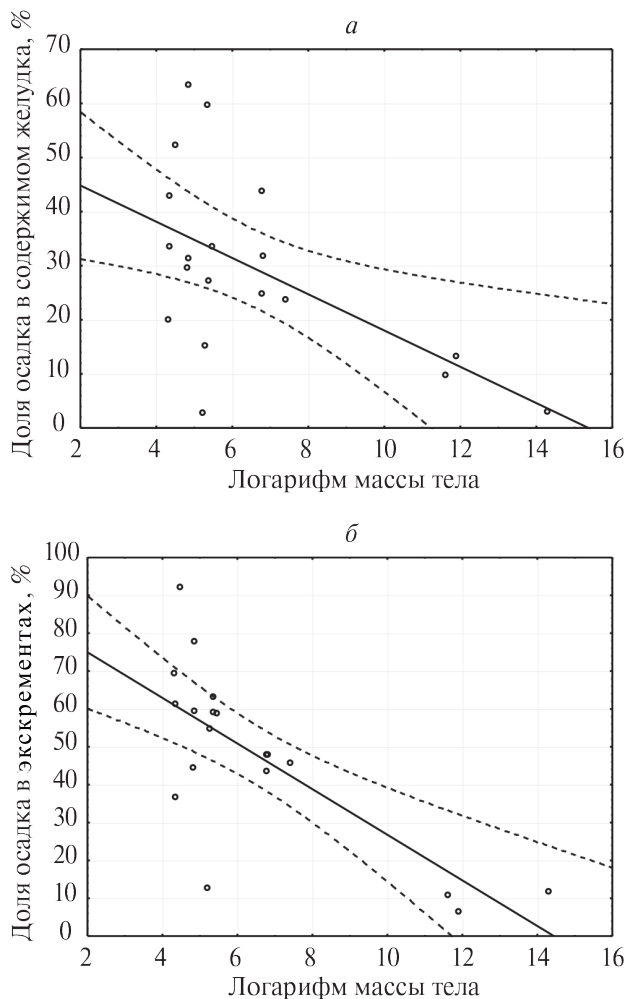 а
Доля осадка в содержимом желудка, %
70
60
50
40
30
20
10
0
2 4 6 8 10 12 14 16
Логарифм массы тела
б
Доля осадка в экскрементах, %
100
90
80
70
60
50
40
30
20
10
0
2 4 6 8 10 12 14 16
Логарифм массы тела